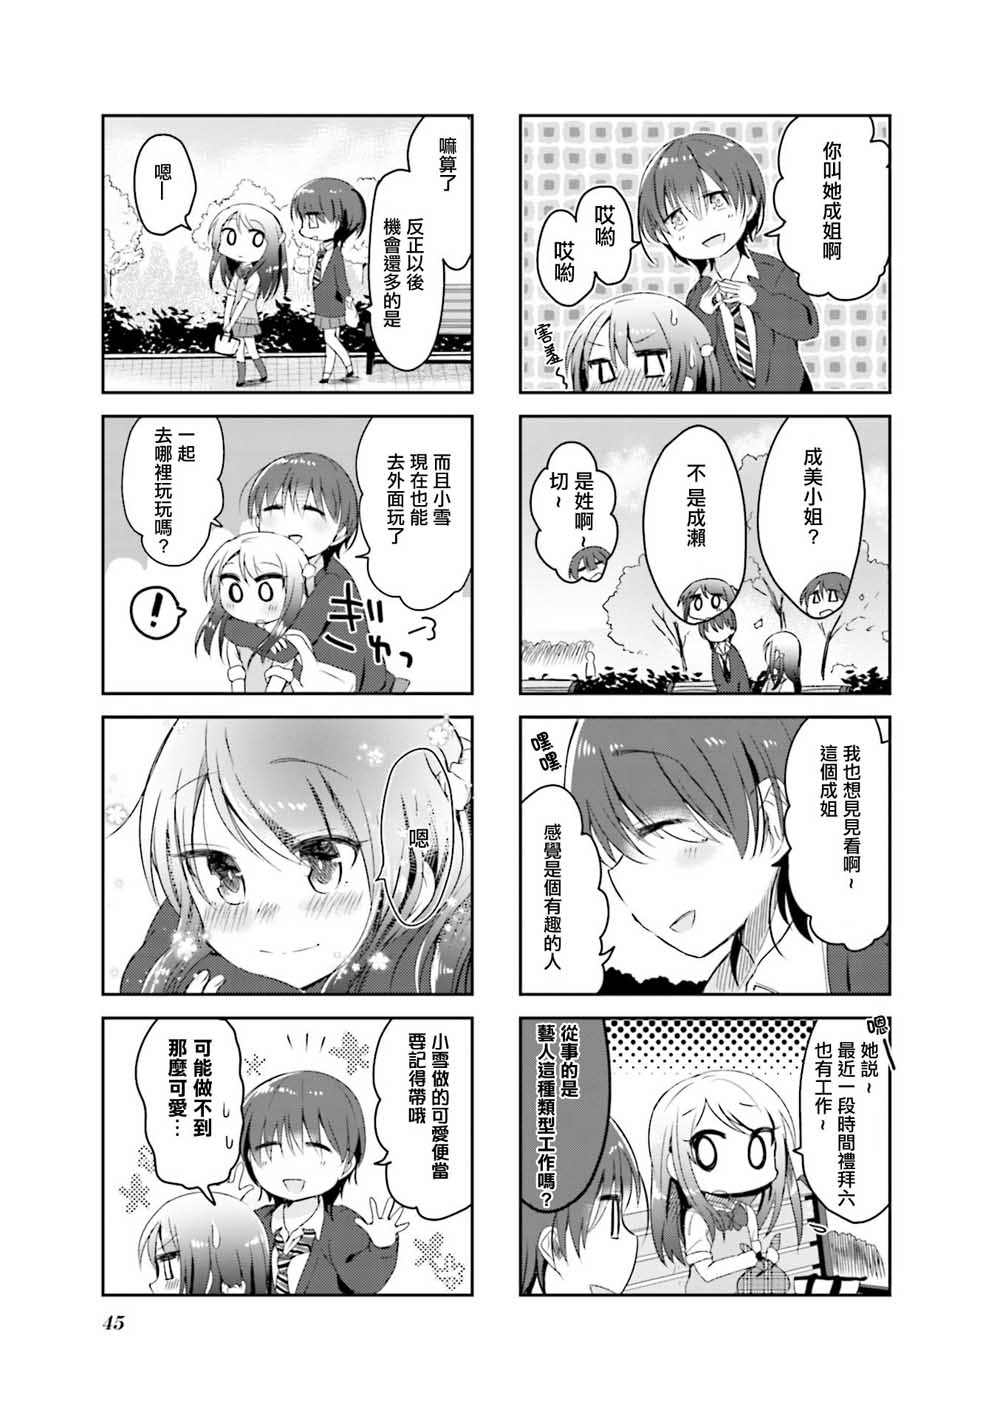 你叫她成姐啊
哎喲
哎喲
害羞~
成美小姐？
不是成瀨
是姓啊~
切~
我也想見見看啊~
這個成姐
嘿嘿
感覺是個有趣的人
嗯
她說~
最近一段時間禮拜六
也有工作~
從事的是
藝人這種類型工作嗎？
嘛算了
反正以後
機會還多的是
嗯ー
而且小雪
現在也能
去外面玩了
一起
去哪裡玩玩嗎？
！
ギュッ
嗯
小雪做的可愛便當
要記得帶哦
可能做不到
那麼可愛…
45